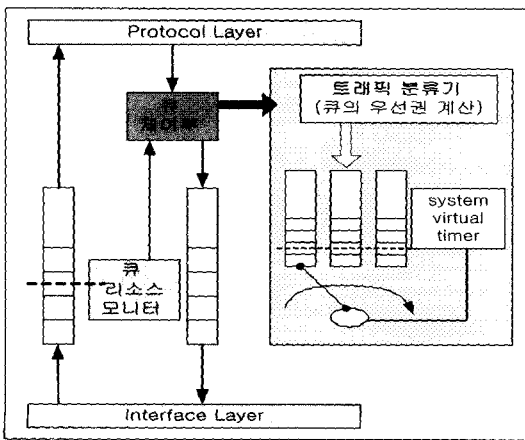 Protocol Layer
큐
제어부
트래픽 분류기
(큐의 우선권 계산)
system
virtual
timer
큐
리소스
모니터
Interface Layer